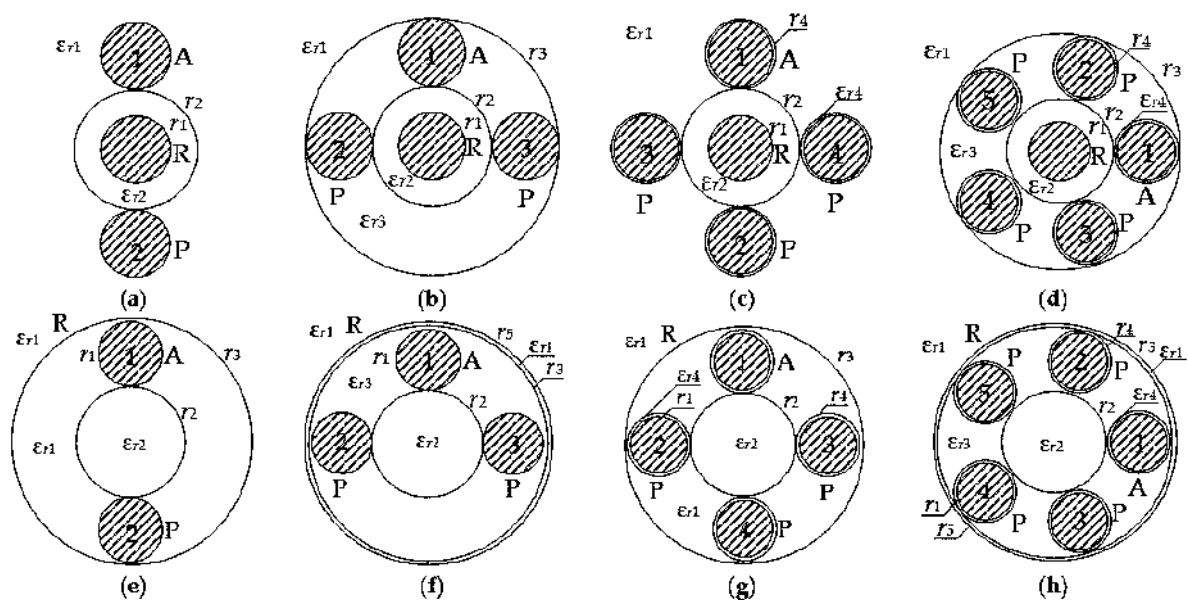 εr1 1 A r2 r1 R εr2 2 P
(a)
εr1 1 A r3 r2 r1 R 2 3 εr2 P P εr3
(b)
εr1 1 r4 A εr4 r2 r1 R 3 4 εr2 P P 2 P
(c)
εr1 P 2 r4 P r3 5 r2 εr4 r1 R 1 εr3 εr2 A 4 P P 3
(d)
εr1 R r1 1 A r3 r2 εr1 εr2 2 P
(e)
εr1 R r5 r1 1 A εr1 r3 εr3 r2 2 εr2 3 P P
(f)
εr1 R 1 A r3 εr4 r1 r2 r4 2 εr2 3 P P εr1 4 P
(g)
εr1 R r4 r3 P 2 P εr1 5 r2 εr4 εr3 εr2 1 A 4 P r1 P 3 r5
(h)